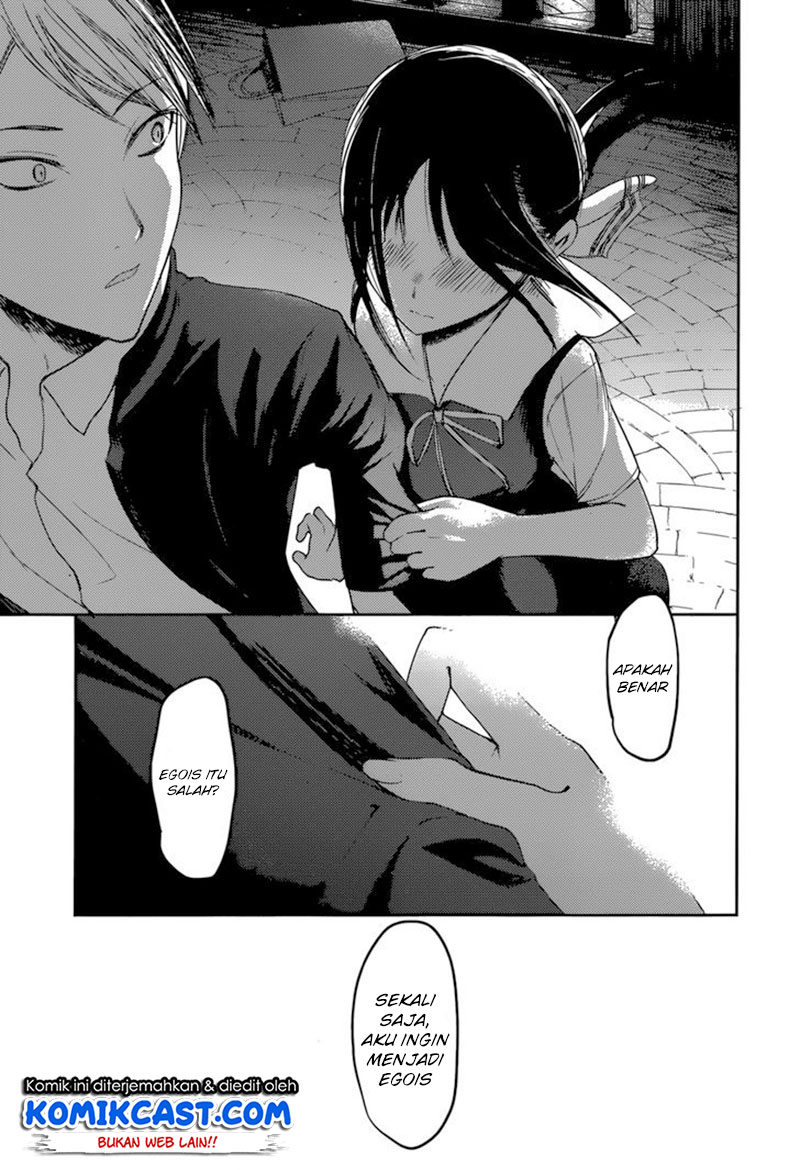 APAKAH
BENAR
EGOIS ITU
SALAH?
SEKALI
SAJA,
AKU INGIN
MENJADI
EGOIS
Komik ini diterjemahkan & diedit oleh
KOMIKCAST.COM
BUKAN WEB LAIN!!